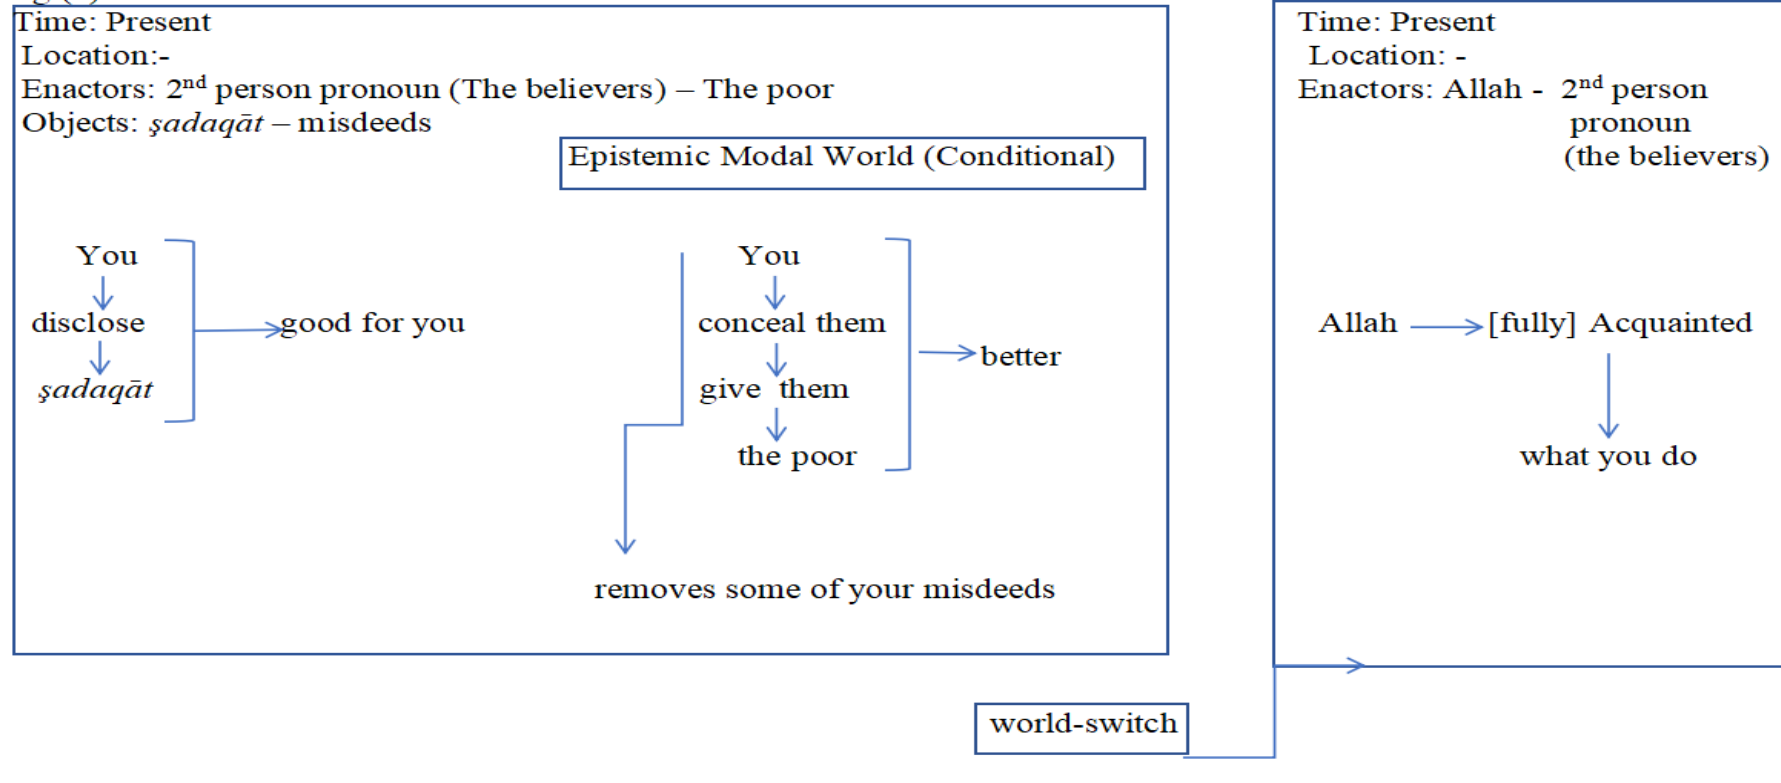 Time: Present
Location:-
Enactors: 2nd person pronoun (The believers) – The poor
Objects: şadaqāt – misdeeds
Epistemic Modal World (Conditional)
You
disclose
şadaqāt
good for you
You
conceal them
give them
the poor
better
removes some of your misdeeds
Time: Present
Location: -
Enactors: Allah - 2nd person
pronoun
(the believers)
Allah
[fully] Acquainted
what you do
world-switch